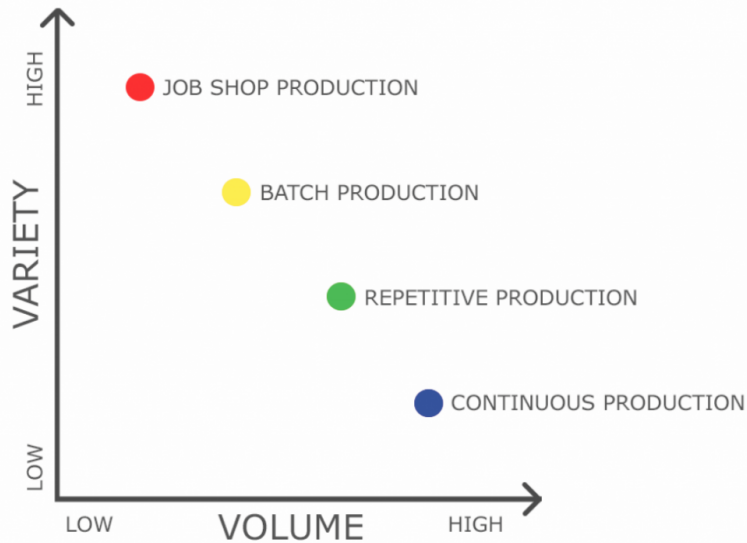 HIGH
JOB SHOP PRODUCTION
BATCH PRODUCTION
VARIETY
REPETITIVE PRODUCTION
CONTINUOUS PRODUCTION
LOW
LOW
VOLUME
HIGH